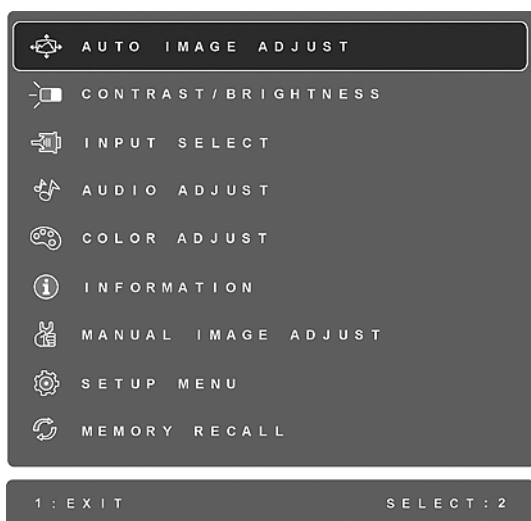 AUTO IMAGE ADJUST
CONTRAST/BRIGHTNESS
INPUT SELECT
AUDIO ADJUST
COLOR ADJUST
INFORMATION
MANUAL IMAGE ADJUST
SETUP MENU
MEMORY RECALL
1:EXIT SELECT:2